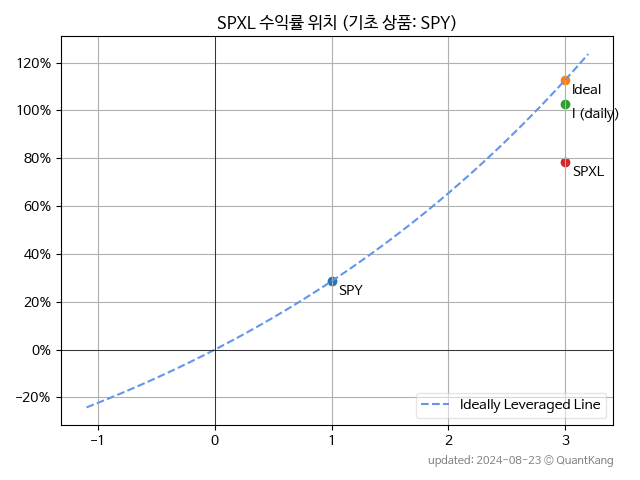 SPXL 수익률 위치 (기초 상품: SPY)
120%
100%
80%
60%
40%
20%
0%
−20%
Ideal
I (daily)
SPXL
SPY
Ideally Leveraged Line
−1
0
1
2
3
updated: 2024-08-23 © QuantKang